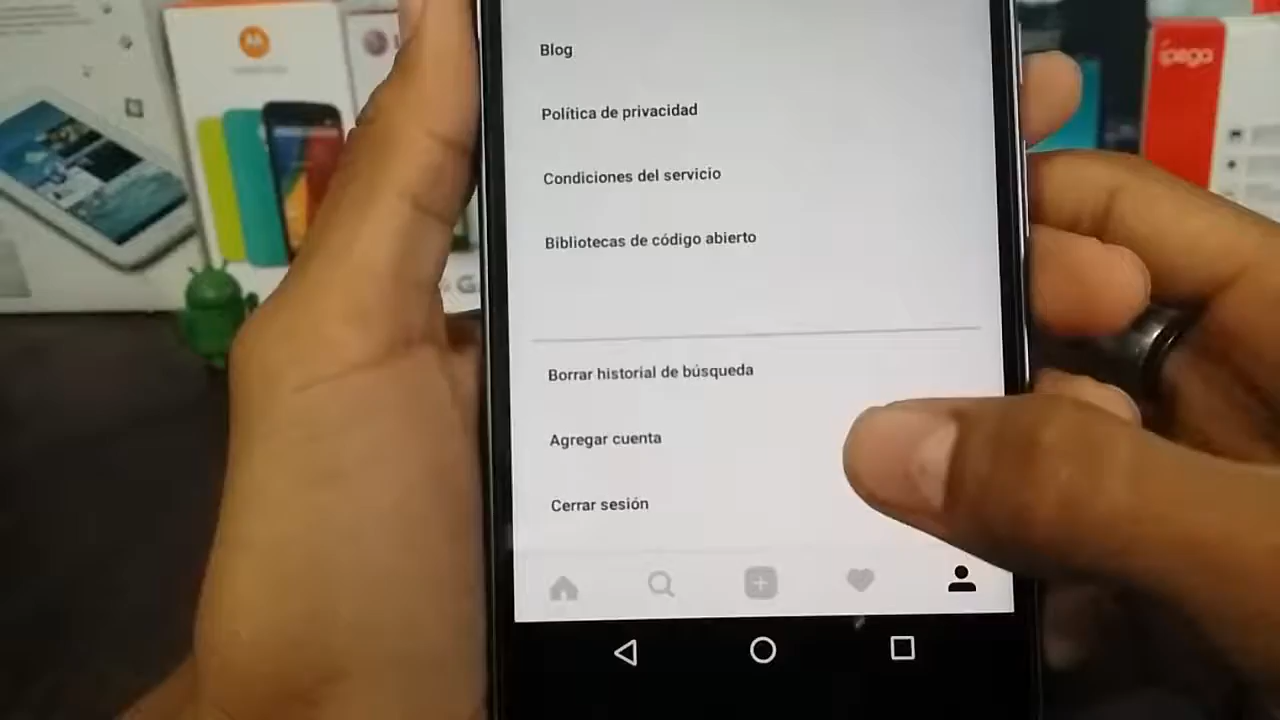 Blog
ipega
Política de privacidad
Condiciones del servicio
Bibliotecas de código abierto
Borrar historial de búsqueda
Agregar cuenta
Cerrar sesión